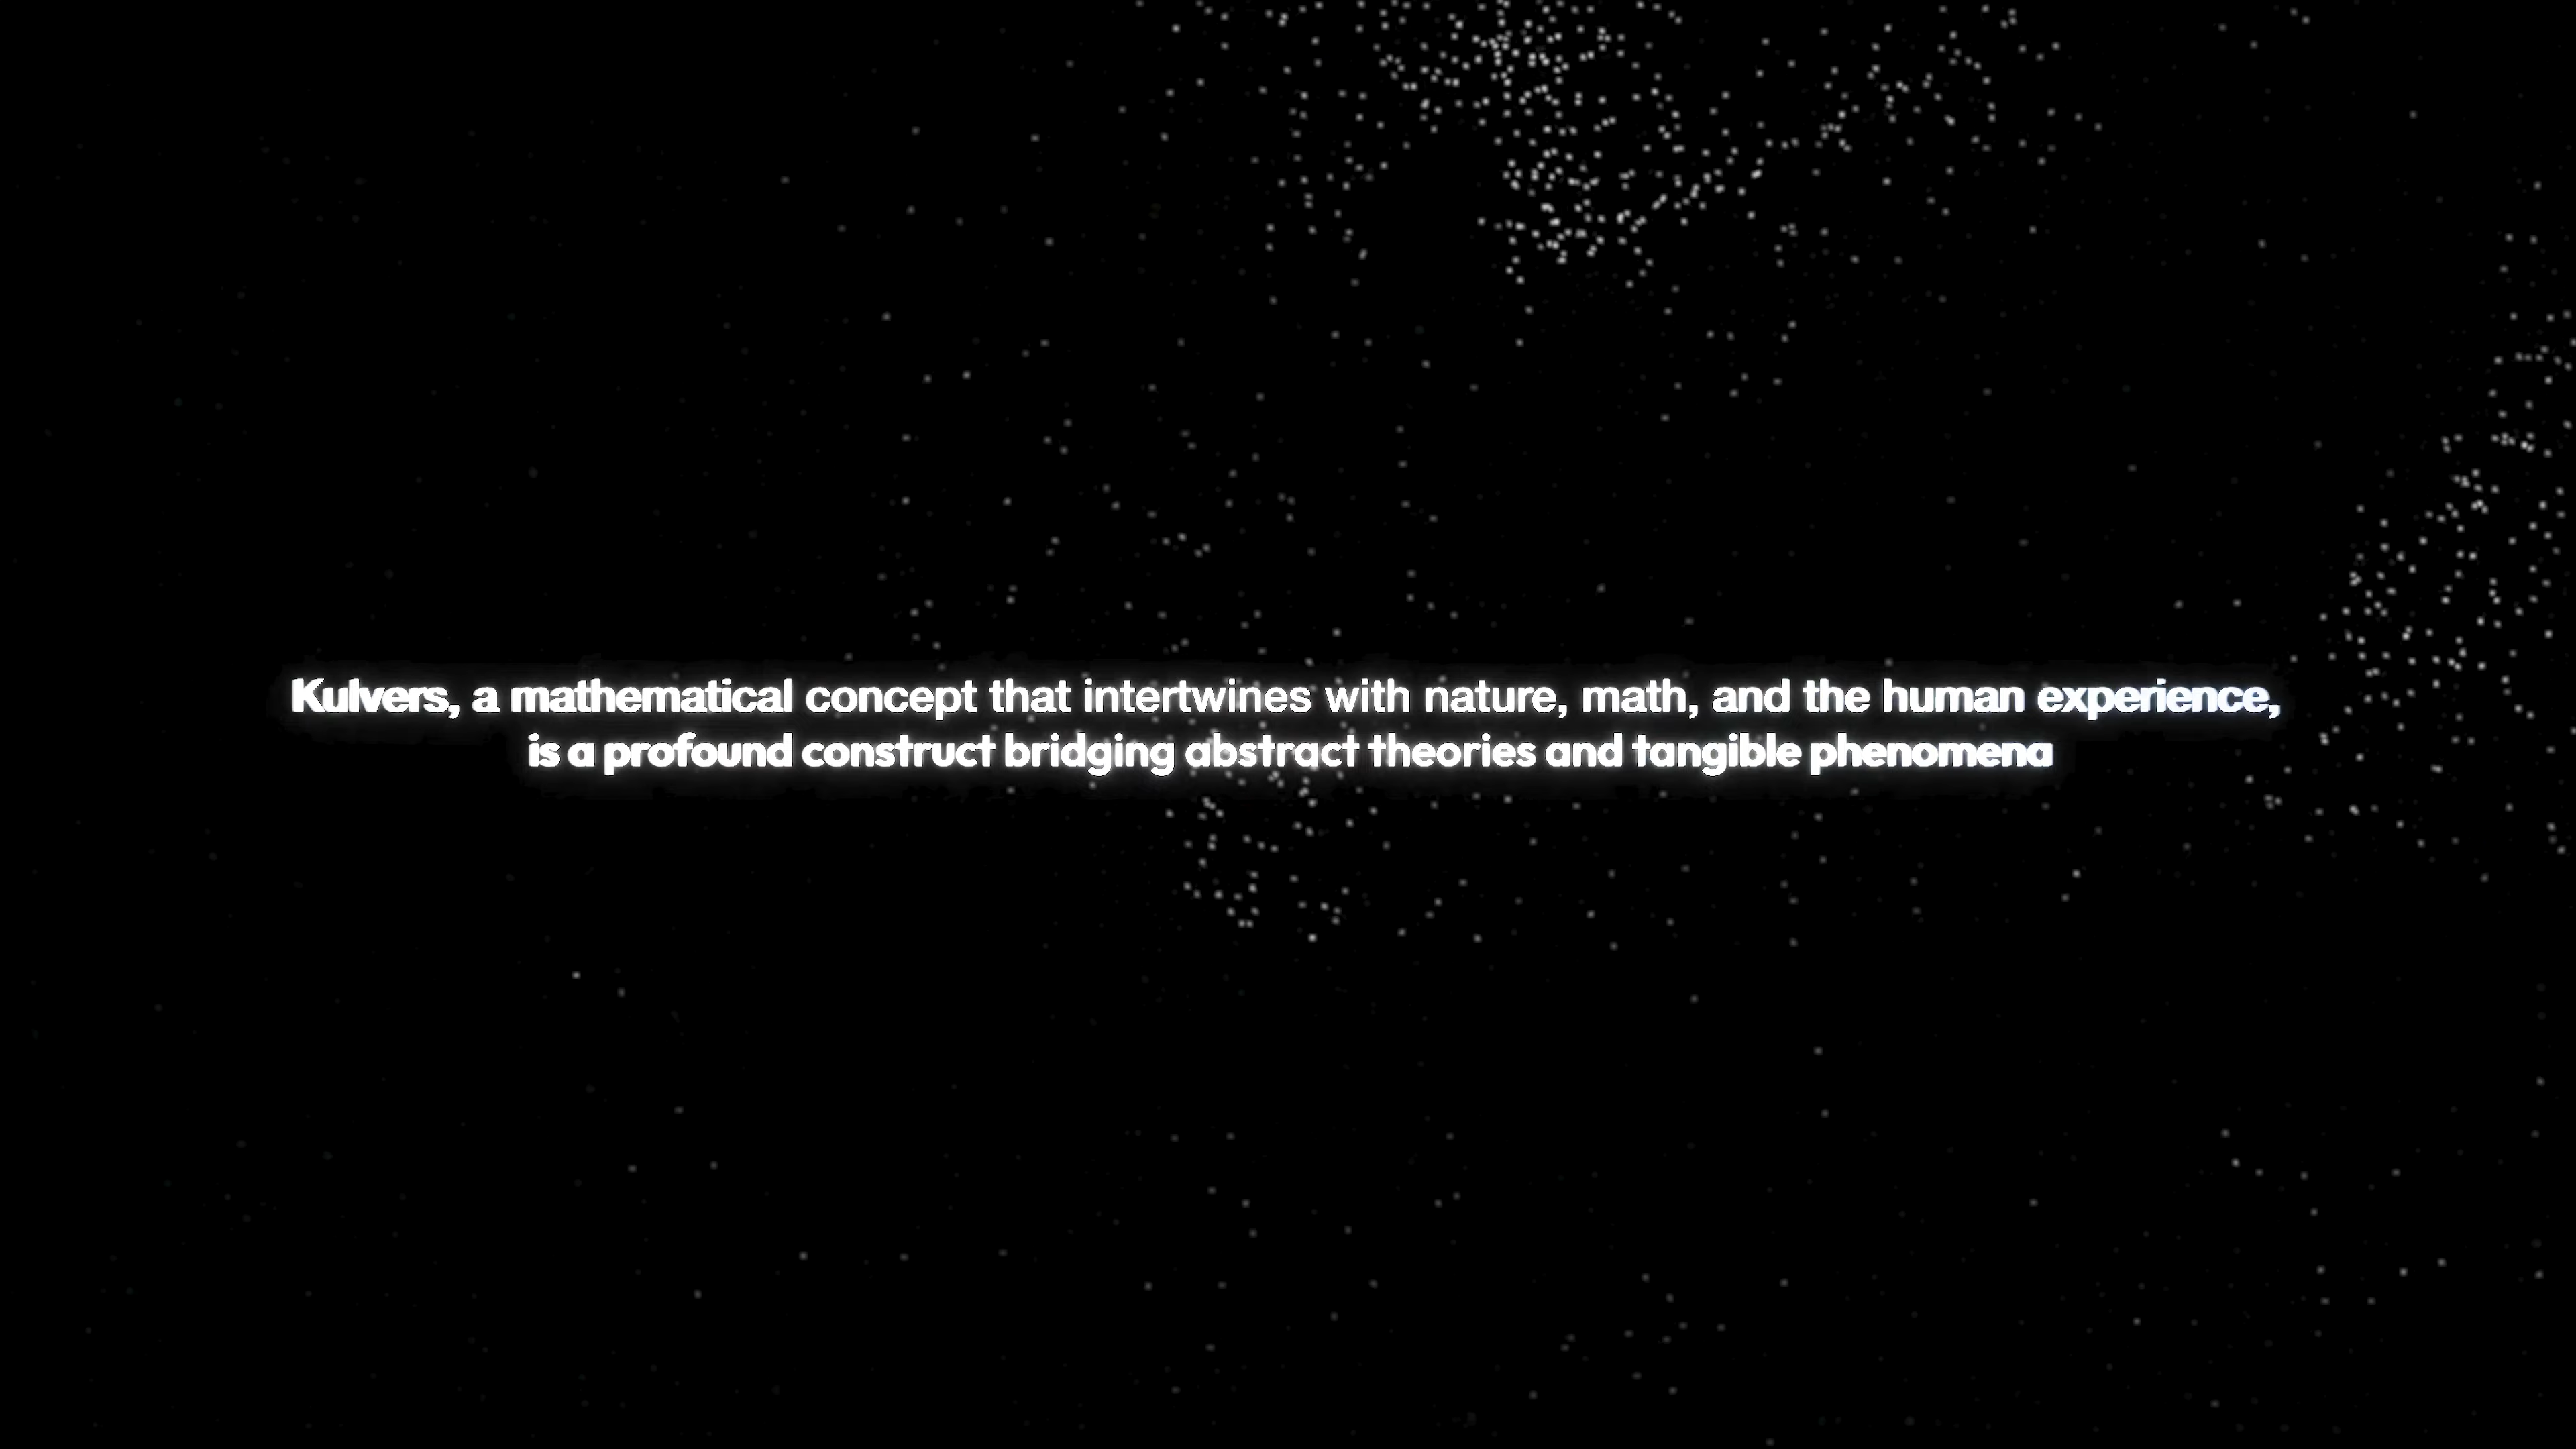 Kulvers, a mathematical concept that intertwines with nature, math, and the human experience,
is a profound construct bridging abstract theories and tangible phenomena